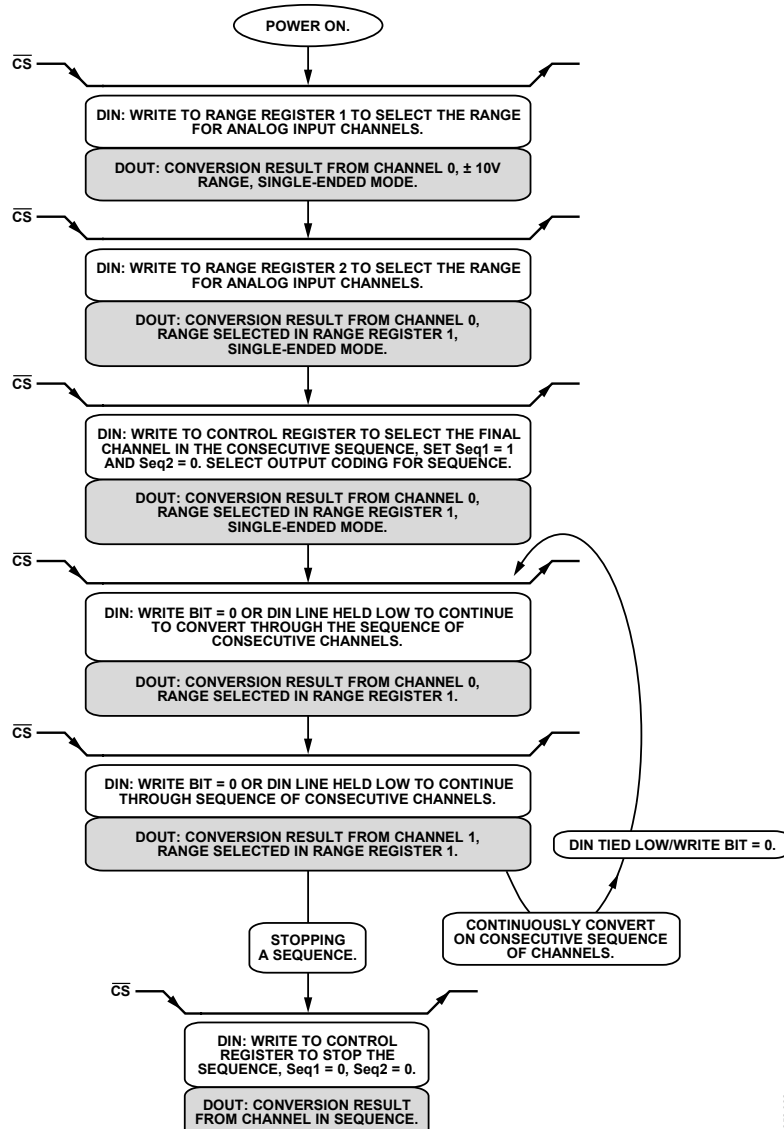 POWER ON.
CS
DIN: WRITE TO RANGE REGISTER 1 TO SELECT THE RANGE
FOR ANALOG INPUT CHANNELS.
DOUT: CONVERSION RESULT FROM CHANNEL 0, ± 10V
RANGE, SINGLE-ENDED MODE.
CS
DIN: WRITE TO RANGE REGISTER 2 TO SELECT THE RANGE
FOR ANALOG INPUT CHANNELS.
DOUT: CONVERSION RESULT FROM CHANNEL 0,
RANGE SELECTED IN RANGE REGISTER 1,
SINGLE-ENDED MODE.
CS
DIN: WRITE TO CONTROL REGISTER TO SELECT THE FINAL
CHANNEL IN THE CONSECUTIVE SEQUENCE, SET Seq1 = 1
AND Seq2 = 0. SELECT OUTPUT CODING FOR SEQUENCE.
DOUT: CONVERSION RESULT FROM CHANNEL 0,
RANGE SELECTED IN RANGE REGISTER 1,
SINGLE-ENDED MODE.
CS
DIN: WRITE BIT = 0 OR DIN LINE HELD LOW TO CONTINUE
TO CONVERT THROUGH THE SEQUENCE OF
CONSECUTIVE CHANNELS.
DOUT: CONVERSION RESULT FROM CHANNEL 0,
RANGE SELECTED IN RANGE REGISTER 1.
CS
DIN: WRITE BIT = 0 OR DIN LINE HELD LOW TO CONTINUE
THROUGH SEQUENCE OF CONSECUTIVE CHANNELS.
DOUT: CONVERSION RESULT FROM CHANNEL 1,
RANGE SELECTED IN RANGE REGISTER 1.
DIN TIED LOW/WRITE BIT = 0.
STOPPING
A SEQUENCE.
CONTINUOUSLY CONVERT
ON CONSECUTIVE SEQUENCE
OF CHANNELS.
CS
DIN: WRITE TO CONTROL
REGISTER TO STOP THE
SEQUENCE, Seq1 = 0, Seq2 = 0.
DOUT: CONVERSION RESULT
FROM CHANNEL IN SEQUENCE.